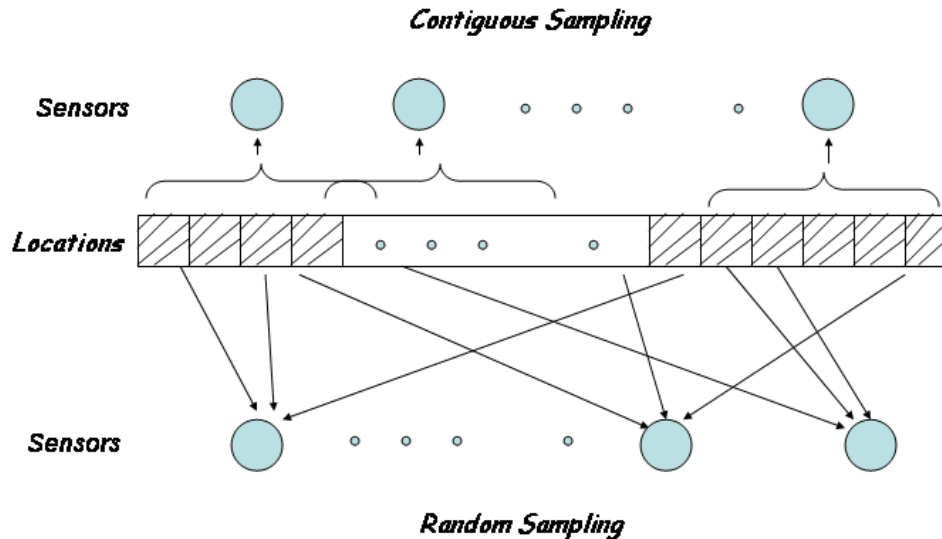 Contiguous Sampling
Sensors
Locations
Sensors
Random Sampling